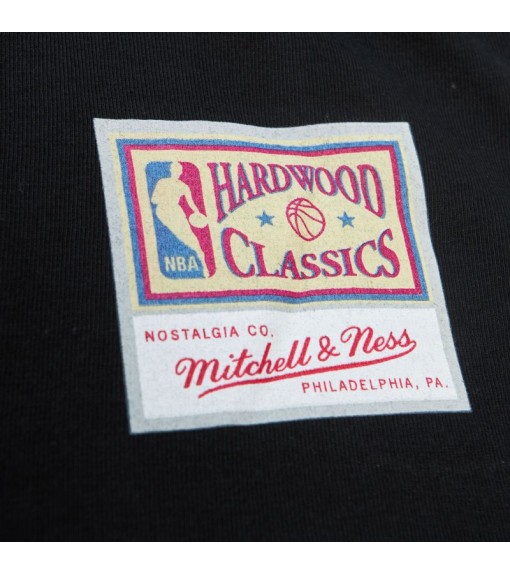 HARDWOOD
CLASSICS
NBA
NOSTALGIA CO.
Mitchell & Ness
PHILADELPHIA, PA.